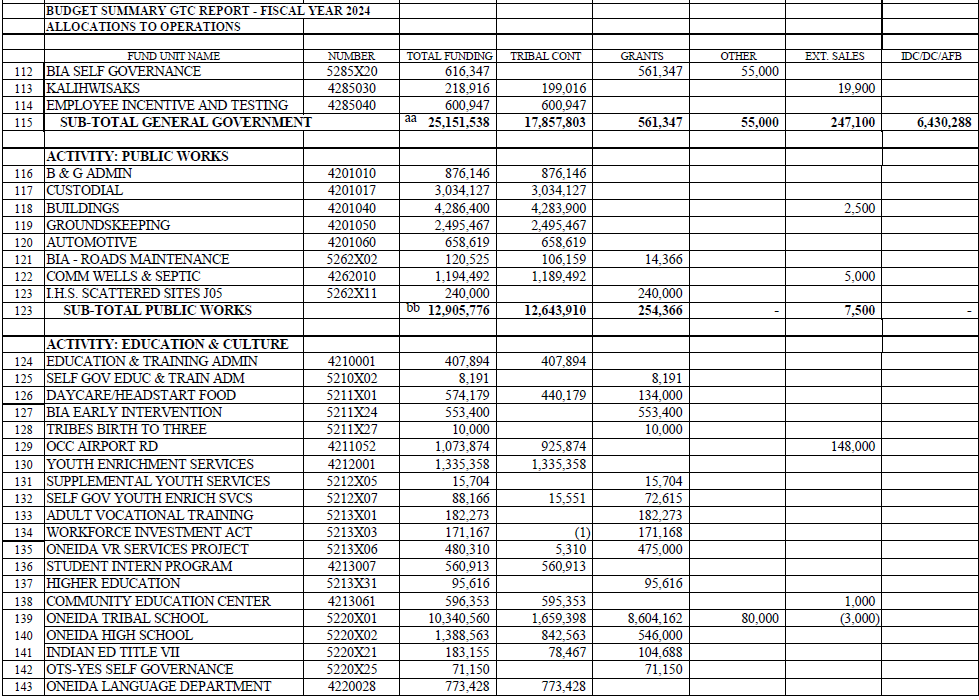 BUDGET SUMMARY GTC REPORT - FISCAL YEAR 2024
ALLOCATIONS TO OPERATIONS
FUND UNIT NAME NUMBER TOTAL FUNDING TRIBAL CONT GRANTS OTHER EXT. SALES IDC/DC/AFB
112 BIA SELF GOVERNANCE 5285X20 616,347 561,347 55,000
113 KALIHWISAKS 4285030 218,916 199,016 19,900
114 EMPLOYEE INCENTIVE AND TESTING 4285040 600,947 600,947
115 SUB-TOTAL GENERAL GOVERNMENT aa 25,151,538 17,857,803 561,347 55,000 247,100 6,430,288
ACTIVITY: PUBLIC WORKS
116 B & G ADMIN 4201010 876,146 876,146
117 CUSTODIAL 4201017 3,034,127 3,034,127
118 BUILDINGS 4201040 4,286,400 4,283,900 2,500
119 GROUNDSKEEPING 4201050 2,495,467 2,495,467
120 AUTOMOTIVE 4201060 658,619 658,619
121 BIA - ROADS MAINTENANCE 5262X02 120,525 106,159 14,366
122 COMM WELLS & SEPTIC 4262010 1,194,492 1,189,492 5,000
123 I.H.S. SCATTERED SITES J05 5262X11 240,000 240,000
123 SUB-TOTAL PUBLIC WORKS bb 12,905,776 12,643,910 254,366 - 7,500 -
ACTIVITY: EDUCATION & CULTURE
124 EDUCATION & TRAINING ADMIN 4210001 407,894 407,894
125 SELF GOV EDUC & TRAIN ADM 5210X02 8,191 8,191
126 DAYCARE/HEADSTART FOOD 5211X01 574,179 440,179 134,000
127 BIA EARLY INTERVENTION 5211X24 553,400 553,400
128 TRIBES BIRTH TO THREE 5211X27 10,000 10,000
129 OCC AIRPORT RD 4211052 1,073,874 925,874 148,000
130 YOUTH ENRICHMENT SERVICES 4212001 1,335,358 1,335,358
131 SUPPLEMENTAL YOUTH SERVICES 5212X05 15,704 15,704
132 SELF GOV YOUTH ENRICH SVCS 5212X07 88,166 15,551 72,615
133 ADULT VOCATIONAL TRAINING 5213X01 182,273 182,273
134 WORKFORCE INVESTMENT ACT 5213X03 171,167 (1) 171,168
135 ONEIDA VR SERVICES PROJECT 5213X06 480,310 5,310 475,000
136 STUDENT INTERN PROGRAM 4213007 560,913 560,913
137 HIGHER EDUCATION 5213X31 95,616 95,616
138 COMMUNITY EDUCATION CENTER 4213061 596,353 595,353 1,000
139 ONEIDA TRIBAL SCHOOL 5220X01 10,340,560 1,659,398 8,604,162 80,000 (3,000)
140 ONEIDA HIGH SCHOOL 5220X02 1,388,563 842,563 546,000
141 INDIAN ED TITLE VII 5220X21 183,155 78,467 104,688
142 OTS-YES SELF GOVERNANCE 5220X25 71,150 71,150
143 ONEIDA LANGUAGE DEPARTMENT 4220028 773,428 773,428